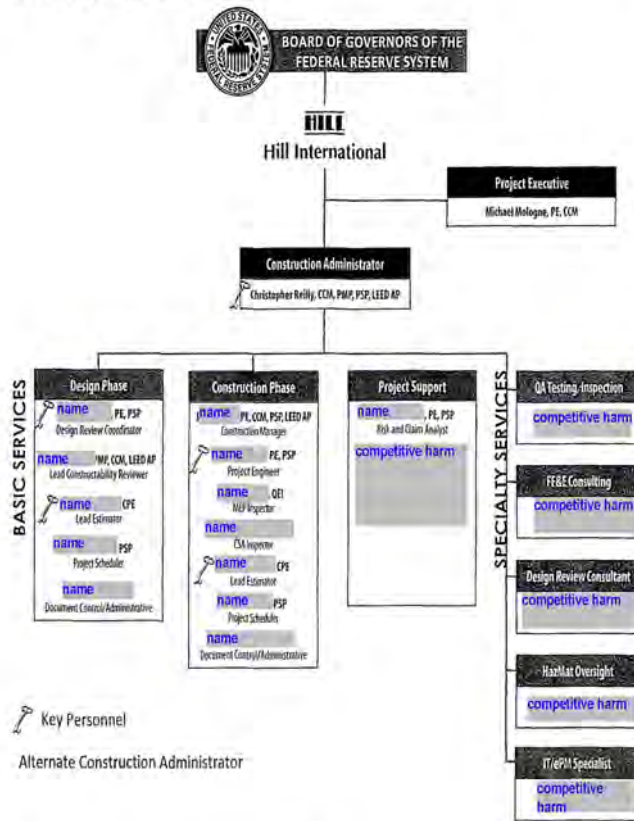 UNITED STATES
FEDERAL RESERVE SYSTEM
BOARD OF GOVERNORS OF THE
FEDERAL RESERVE SYSTEM
HILL
Hill International
Project Executive
Michael Mologne, PE, CCM
Construction Administrator
Christopher Reilly, CCM, PMP, PSP, LEED AP
BASIC SERVICES
Design Phase
name , PE, PSP
Design Review Coordinator
name PMP, CCM, LEED AP
Lead Constructability Reviewer
name CPE
Lead Estimator
name PSP
Project Scheduler
name
Document Control/Administrative
Construction Phase
name PE, CCM, PSP, LEED AP
Construction Manager
name PE, PSP
Project Engineer
name , QEI
MEP Inspector
name
CSA Inspector
name CPE
Lead Estimator
name PSP
Project Scheduler
name
Document Control/Administrative
Project Support
name , PE, PSP
Risk and Claim Analyst
competitive harm
SPECIALTY SERVICES
QA Testing/Inspection
competitive harm
FF&E Consulting
competitive harm
Design Review Consultant
competitive harm
HazMat Oversight
competitive harm
IT/ePM Specialist
competitive
harm
Key Personnel
Alternate Construction Administrator